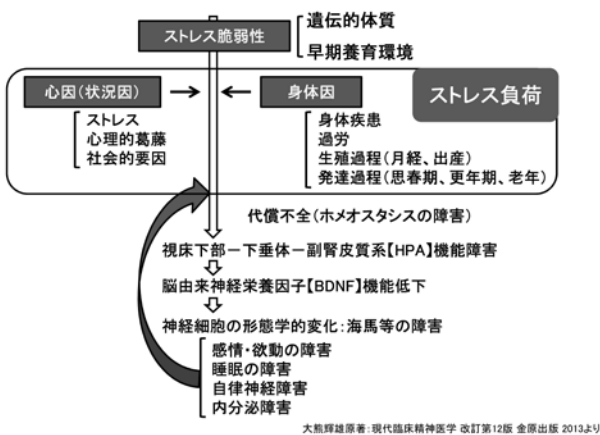 ストレス脆弱性
遺伝的体質
早期養育環境
心因(状況因)
身体因
ストレス負荷
ストレス
心理的葛藤
社会的要因
身体疾患
過労
生殖過程(月経、出産)
発達過程(思春期、更年期、老年)
代償不全(ホメオスタシスの障害)
視床下部－下垂体－副腎皮質系【HPA】機能障害
脳由来神経栄養因子【BDNF】機能低下
神経細胞の形態学的変化：海馬等の障害
感情・欲動の障害
睡眠の障害
自律神経障害
内分泌障害
大熊輝雄原著：現代臨床精神医学 改訂第12版 金原出版 2013より